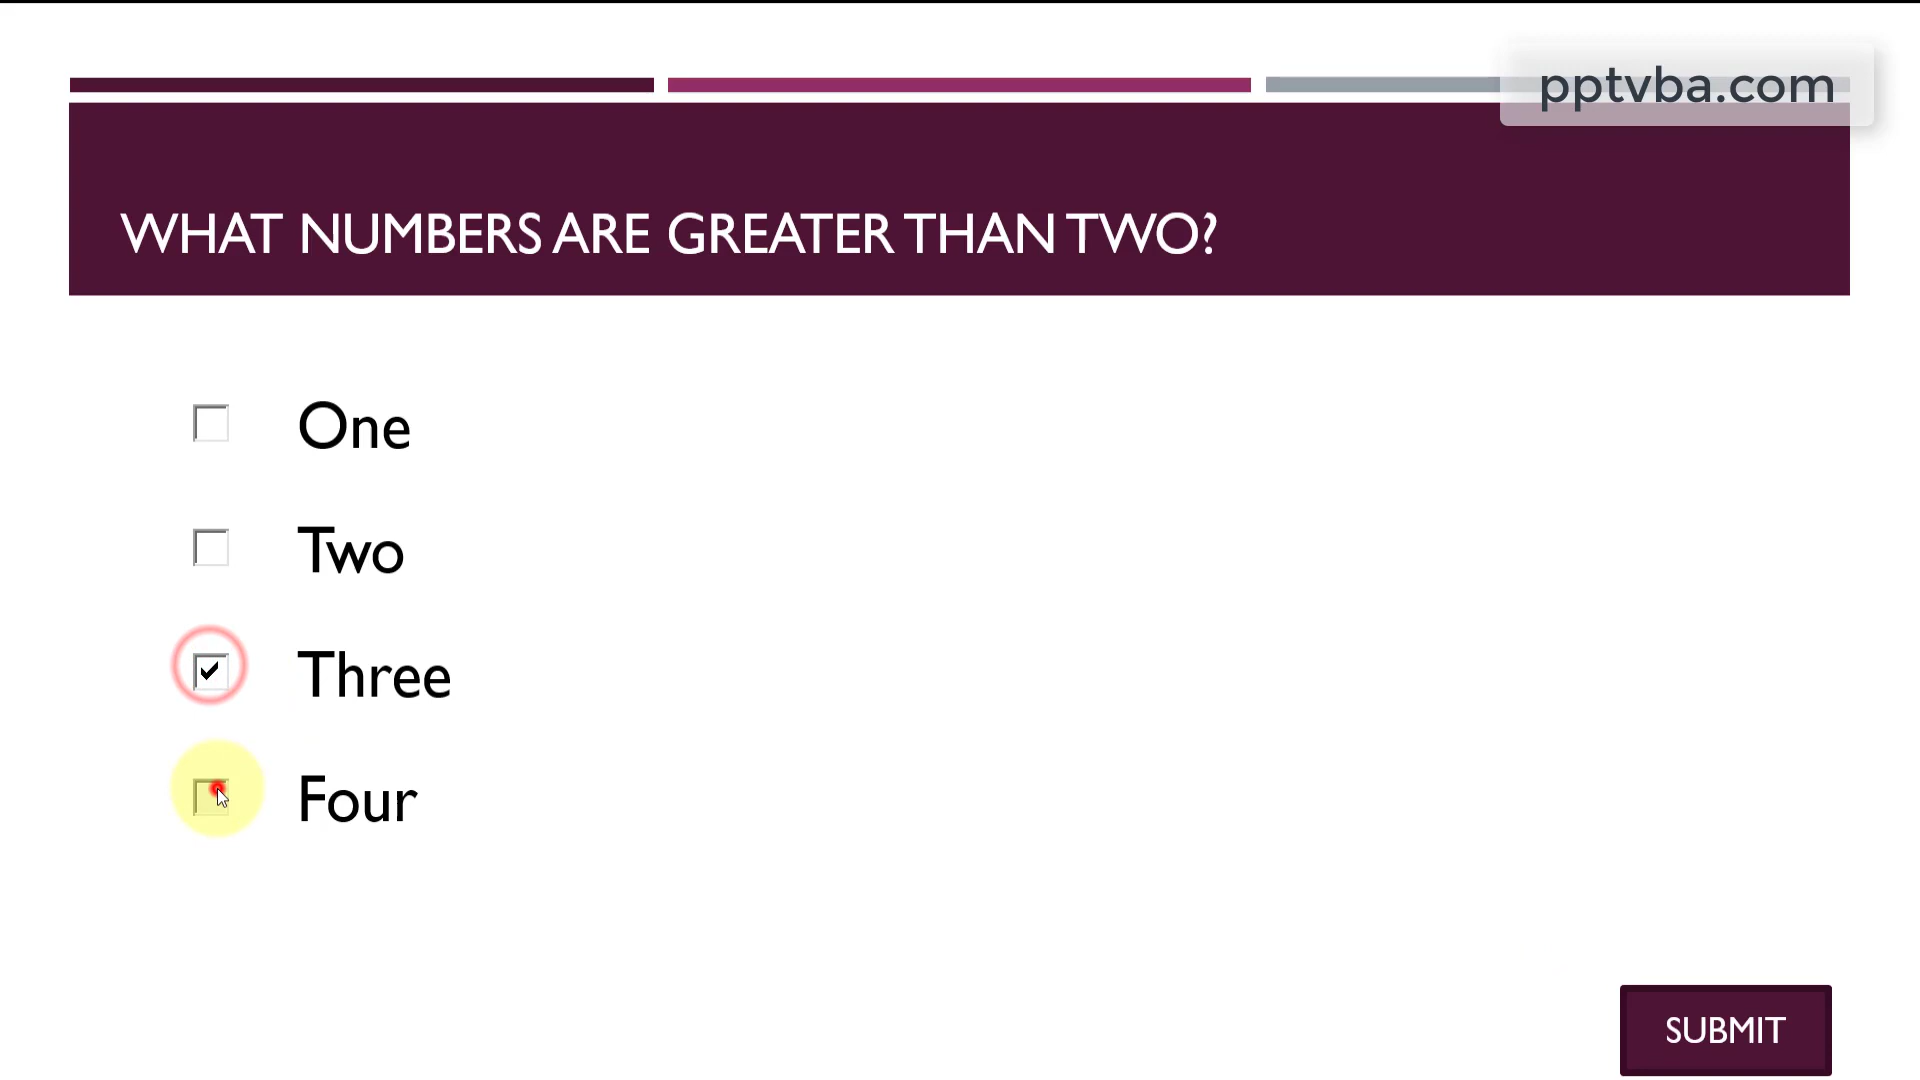 pptvba.com
WHAT NUMBERS ARE GREATER THAN TWO?
One
Two
Three
Four
SUBMIT